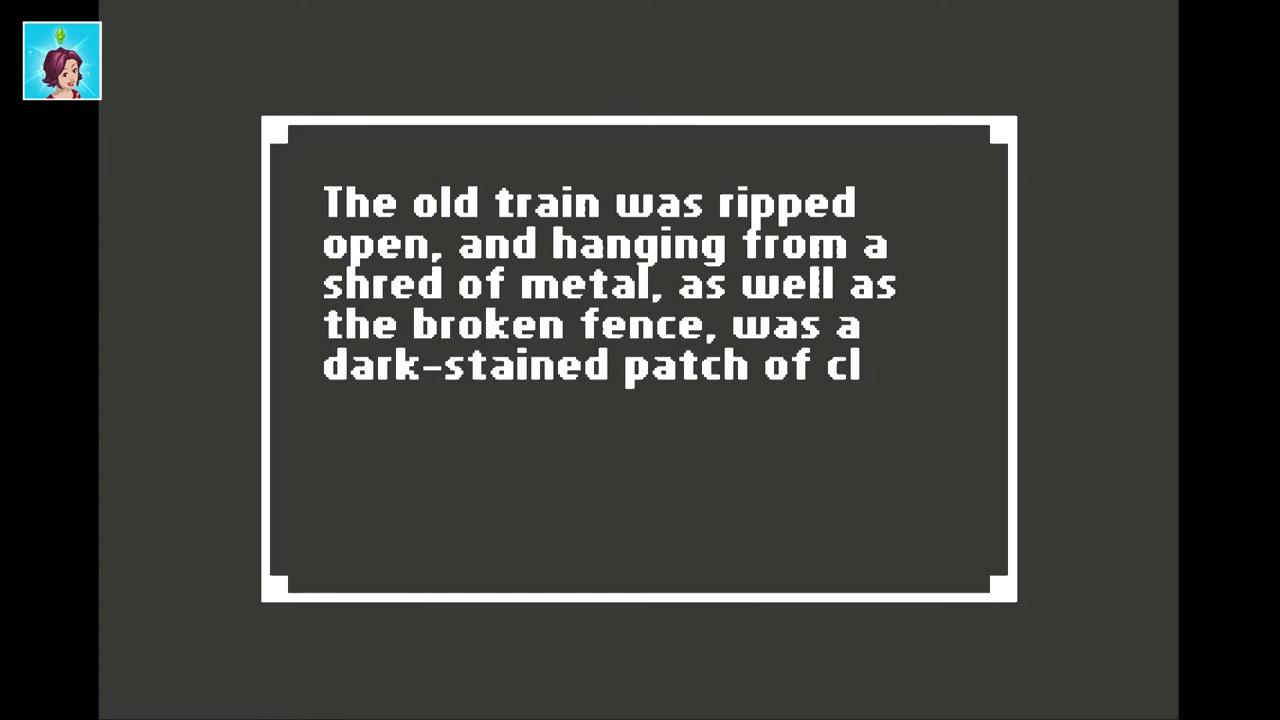 The old train was ripped
open, and hanging from a
shred of metal, as well as
the broken fence, was a
dark-stained patch of cl